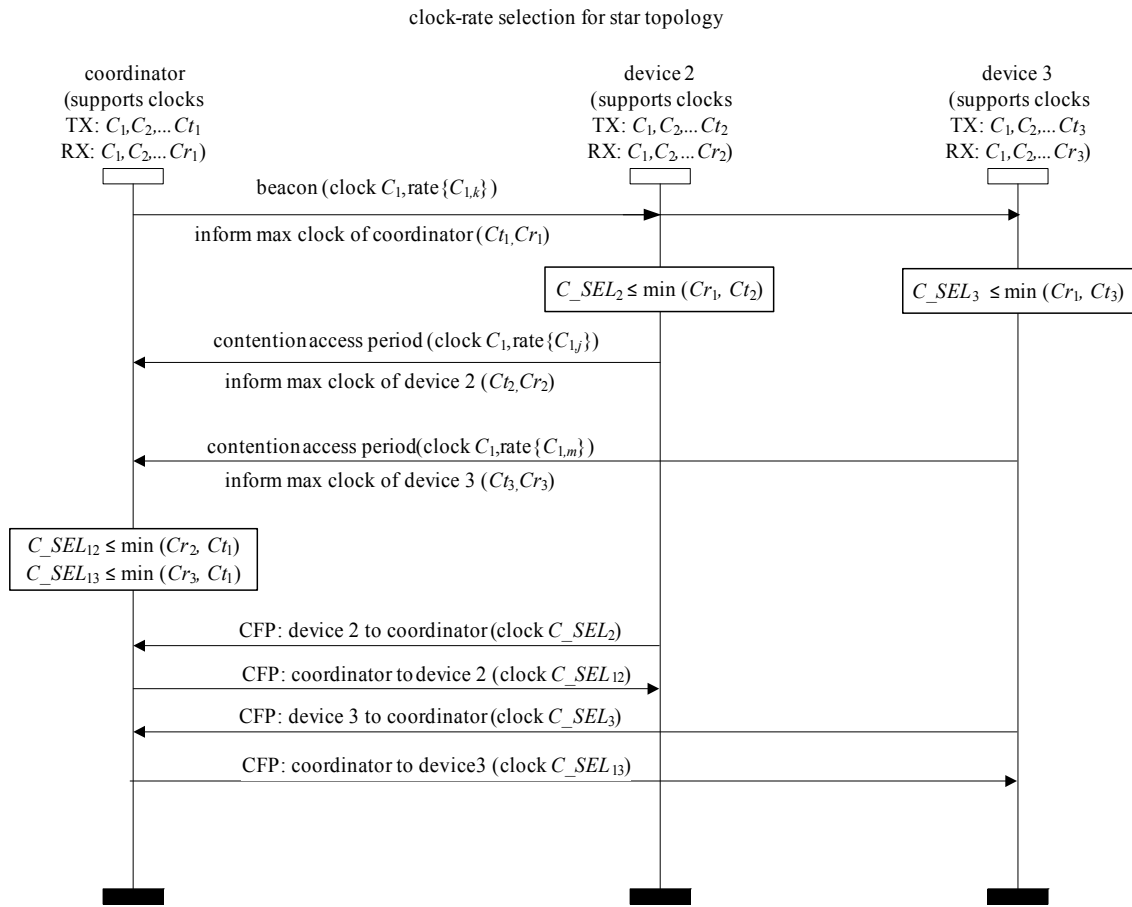 clock-rate selection for star topology
coordinator
(supports clocks
TX: C₁,C₂,... Ct₁
RX: C₁,C₂,... Cr₁)
device 2
(supports clocks
TX: C₁,C₂,... Ct₂
RX: C₁,C₂,... Cr₂)
device 3
(supports clocks
TX: C₁,C₂,... Ct₃
RX: C₁,C₂,... Cr₃)
beacon (clock C₁,rate{C₁,k})
inform max clock of coordinator (Ct₁,Cr₁)
C_SEL₂ ≤ min (Cr₁, Ct₂)
C_SEL₃ ≤ min (Cr₁, Ct₃)
contention access period (clock C₁,rate{C₁,j})
inform max clock of device 2 (Ct₂,Cr₂)
contention access period(clock C₁,rate{C₁,m})
inform max clock of device 3 (Ct₃,Cr₃)
C_SEL₁₂ ≤ min (Cr₂, Ct₁)
C_SEL₁₃ ≤ min (Cr₃, Ct₁)
CFP: device 2 to coordinator (clock C_SEL₂)
CFP: coordinator to device 2 (clock C_SEL₁₂)
CFP: device 3 to coordinator (clock C_SEL₃)
CFP: coordinator to device3 (clock C_SEL₁₃)